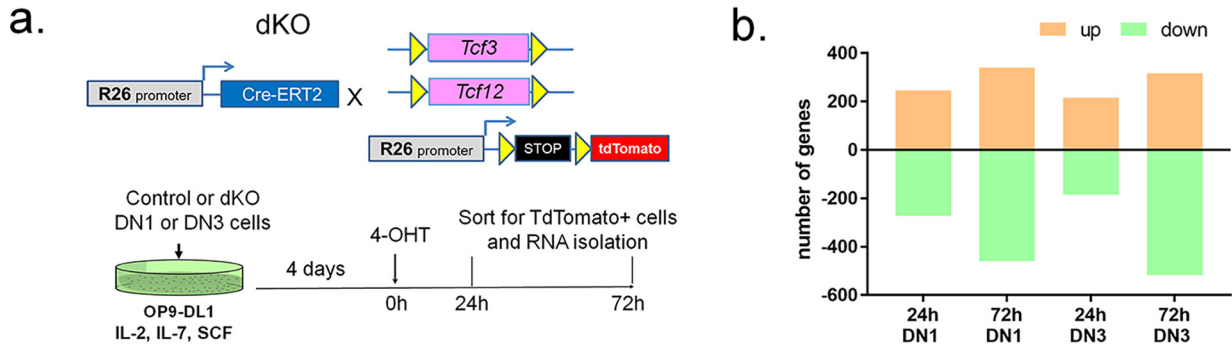 a.
dKO
R26 promoter
Cre-ERT2
X
Tcf3
Tcf12
R26 promoter
STOP
tdTomato
Control or dKO
DN1 or DN3 cells
OP9-DL1
IL-2, IL-7, SCF
4 days
4-OHT
0h
24h
Sort for TdTomato+ cells
and RNA isolation
72h
b.
up
down
number of genes
400
200
0
-200
-400
-600
24h
DN1
72h
DN1
24h
DN3
72h
DN3